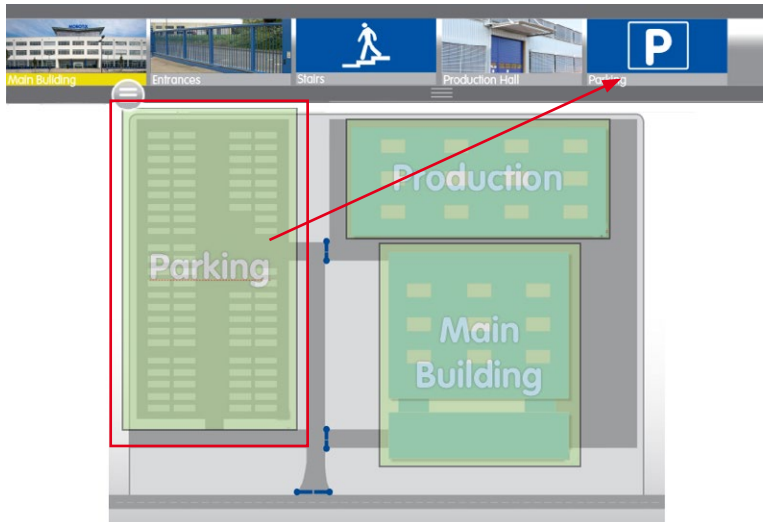 Main Building
Entrances
Stairs
Production Hall
P
Parking
Production
Parking
Main
Building